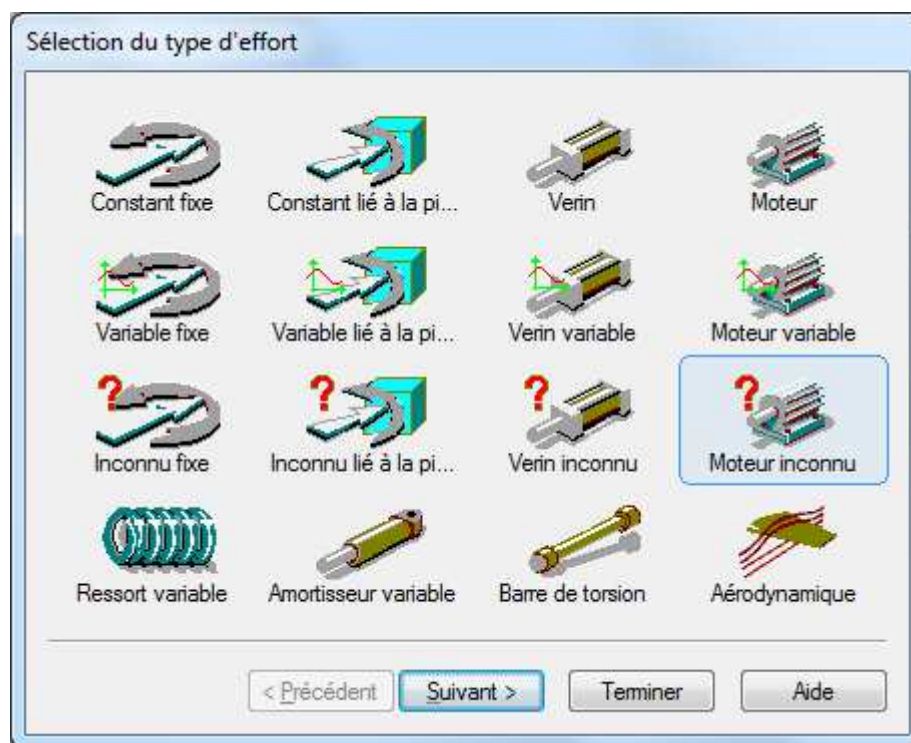 Sélection du type d'effort
Constant fixe
Constant lié à la pi...
Verin
Moteur
Variable fixe
Variable lié à la pi...
Verin variable
Moteur variable
?
?
?
?
Inconnu fixe
Inconnu lié à la pi...
Verin inconnu
Moteur inconnu
Ressort variable
Amortisseur variable
Barre de torsion
Aérodynamique
< Précédent
Suivant >
Terminer
Aide